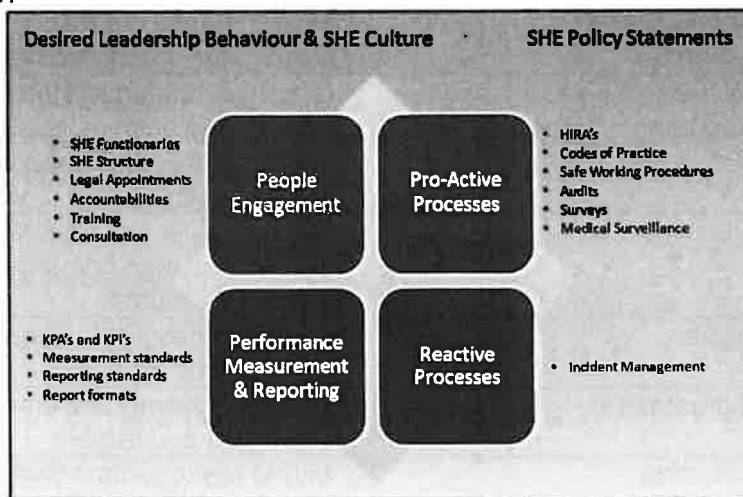 Desired Leadership Behaviour & SHE Culture
SHE Policy Statements
• SHE Functionaries
• SHE Structure
• Legal Appointments
• Accountabilities
• Training
• Consultation
People
Engagement
Pro-Active
Processes
• HIRA's
• Codes of Practice
• Safe Working Procedures
• Audits
• Surveys
• Medical Surveillance
• KPA's and KPI's
• Measurement standards
• Reporting standards
• Report formats
Performance
Measurement
& Reporting
Reactive
Processes
• Incident Management